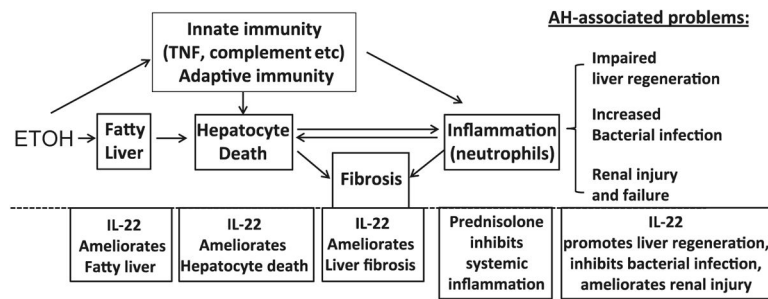 Innate immunity
(TNF, complement etc)
Adaptive immunity
AH-associated problems:
Impaired
liver regeneration
Increased
Bacterial infection
Renal injury
and failure
ETOH
Fatty
Liver
Hepatocyte
Death
Inflammation
(neutrophils)
Fibrosis
IL-22
Ameliorates
Fatty liver
IL-22
Ameliorates
Hepatocyte death
IL-22
Ameliorates
Liver fibrosis
Prednisolone
inhibits
systemic
inflammation
IL-22
promotes liver regeneration,
inhibits bacterial infection,
ameliorates renal injury